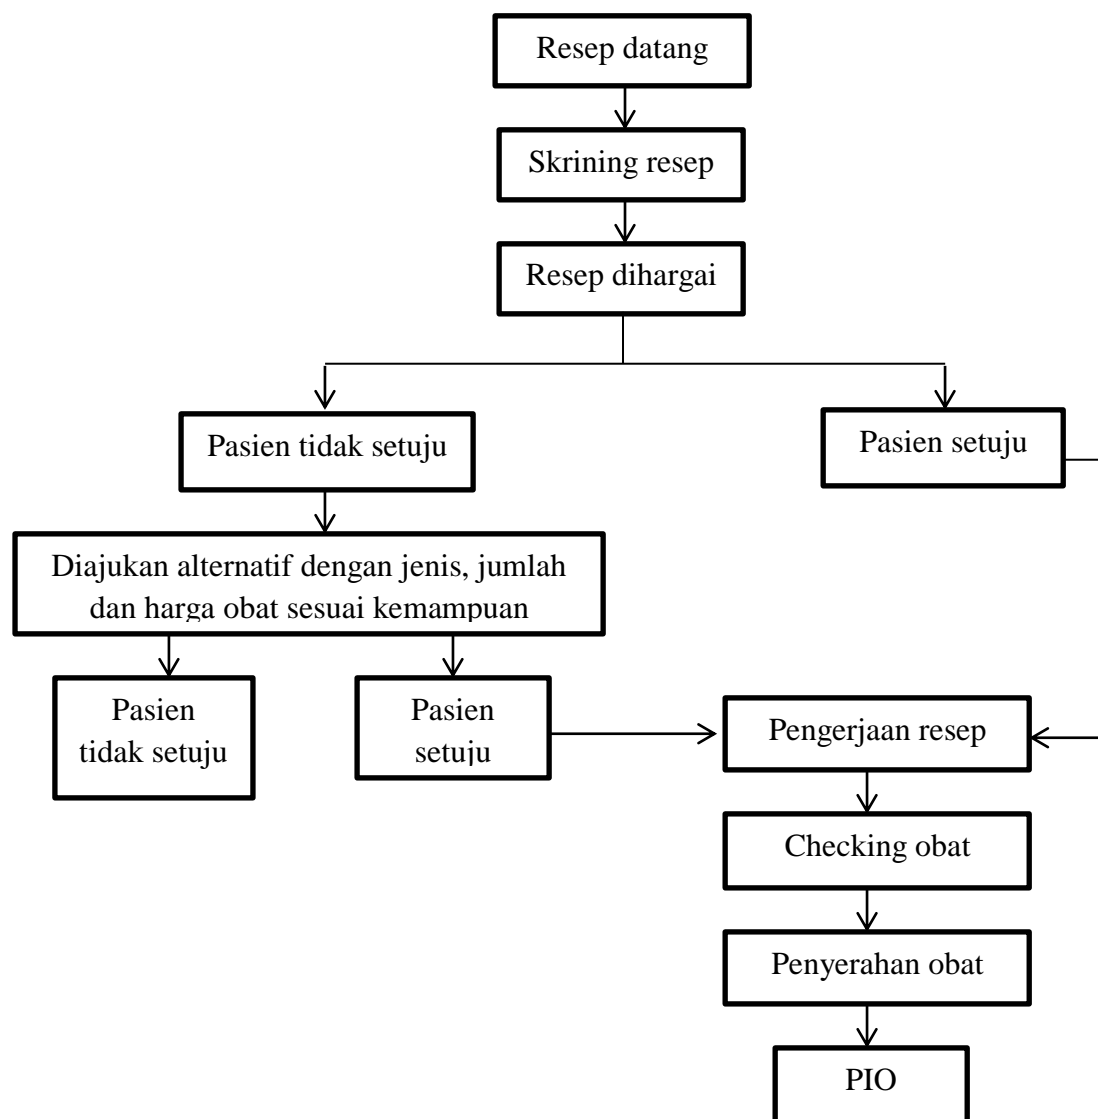 Resep datang
Skrining resep
Resep dihargai
Pasien tidak setuju
Pasien setuju
Diajukan alternatif dengan jenis, jumlah
dan harga obat sesuai kemampuan
Pasien
tidak setuju
Pasien
setuju
Pengerjaan resep
Checking obat
Penyerahan obat
PIO